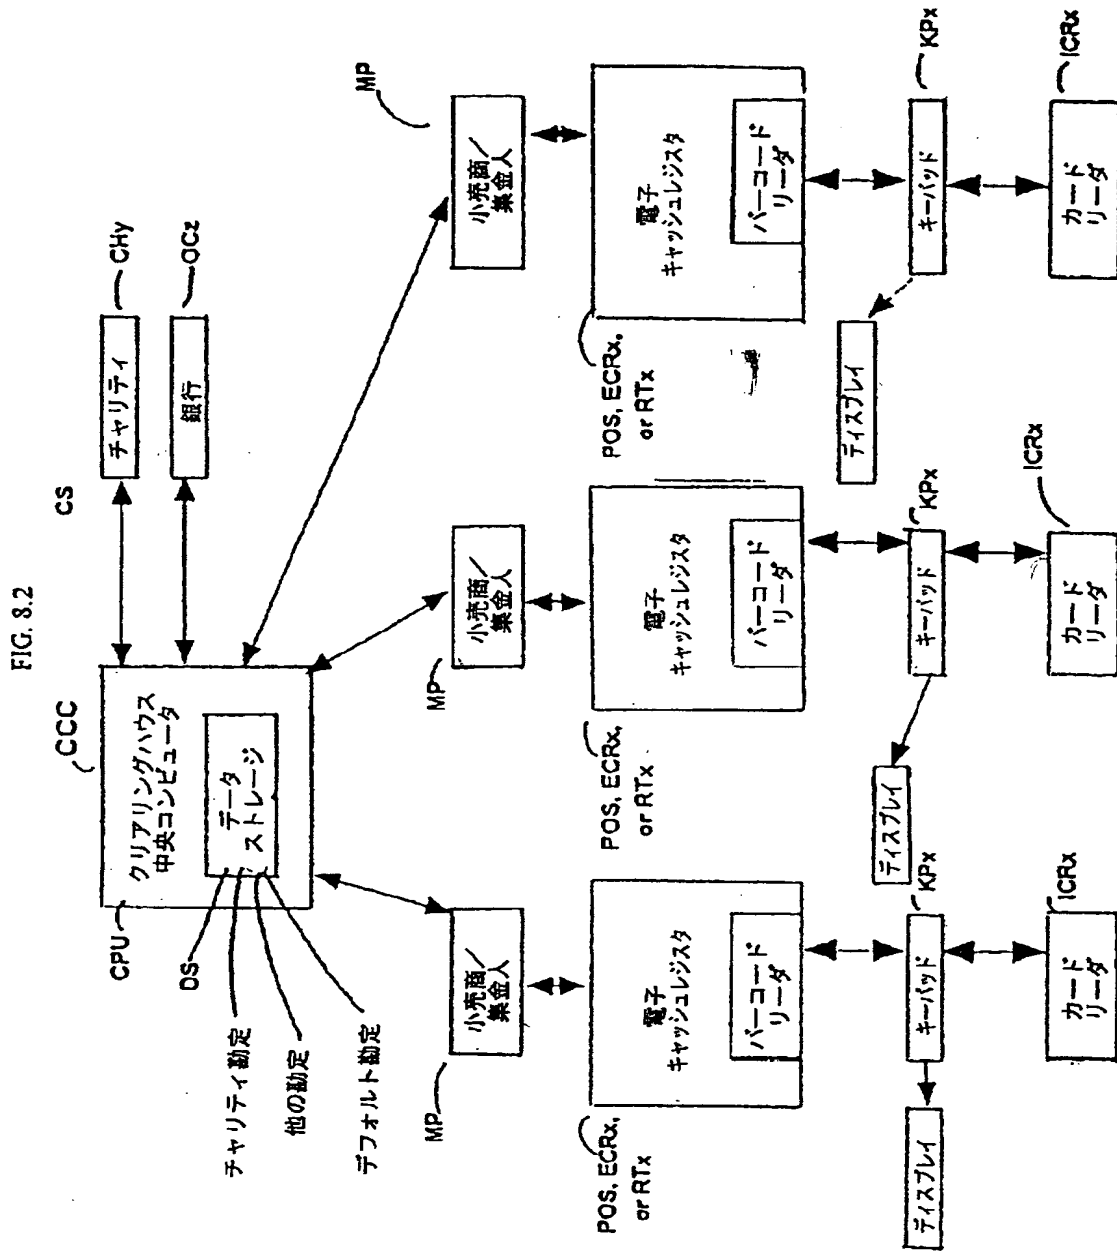 FIG. 8.2
CCC
CS
クリアリングハウス
中央コンピュータ
データ
ストレージ
CPU
DS
チャリティ勘定
他の勘定
デフォルト勘定
チャリティ
CHy
銀行
OCz
MP
小売商/
集金人
MP
小売商/
集金人
MP
小売商/
集金人
POS, ECRx,
or RTx
電子
キャッシュレジスタ
バーコード
リーダ
POS, ECRx,
or RTx
電子
キャッシュレジスタ
バーコード
リーダ
POS, ECRx,
or RTx
電子
キャッシュレジスタ
バーコード
リーダ
ディスプレイ
キーパッド
KPx
ディスプレイ
キーパッド
KPx
ディスプレイ
キーパッド
KPx
カード
リーダ
ICRx
カード
リーダ
ICRx
カード
リーダ
ICRx